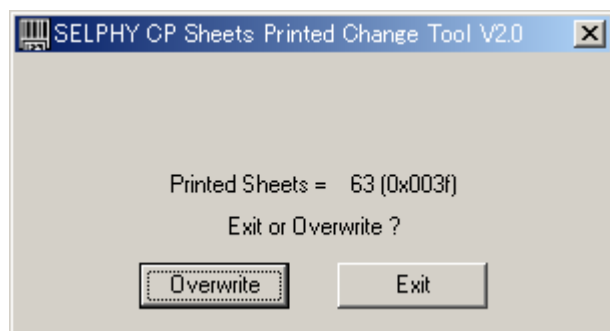 SELPHY CP Sheets Printed Change Tool V2.0
Printed Sheets = 63 (0x003f)
Exit or Overwrite ?
Overwrite Exit